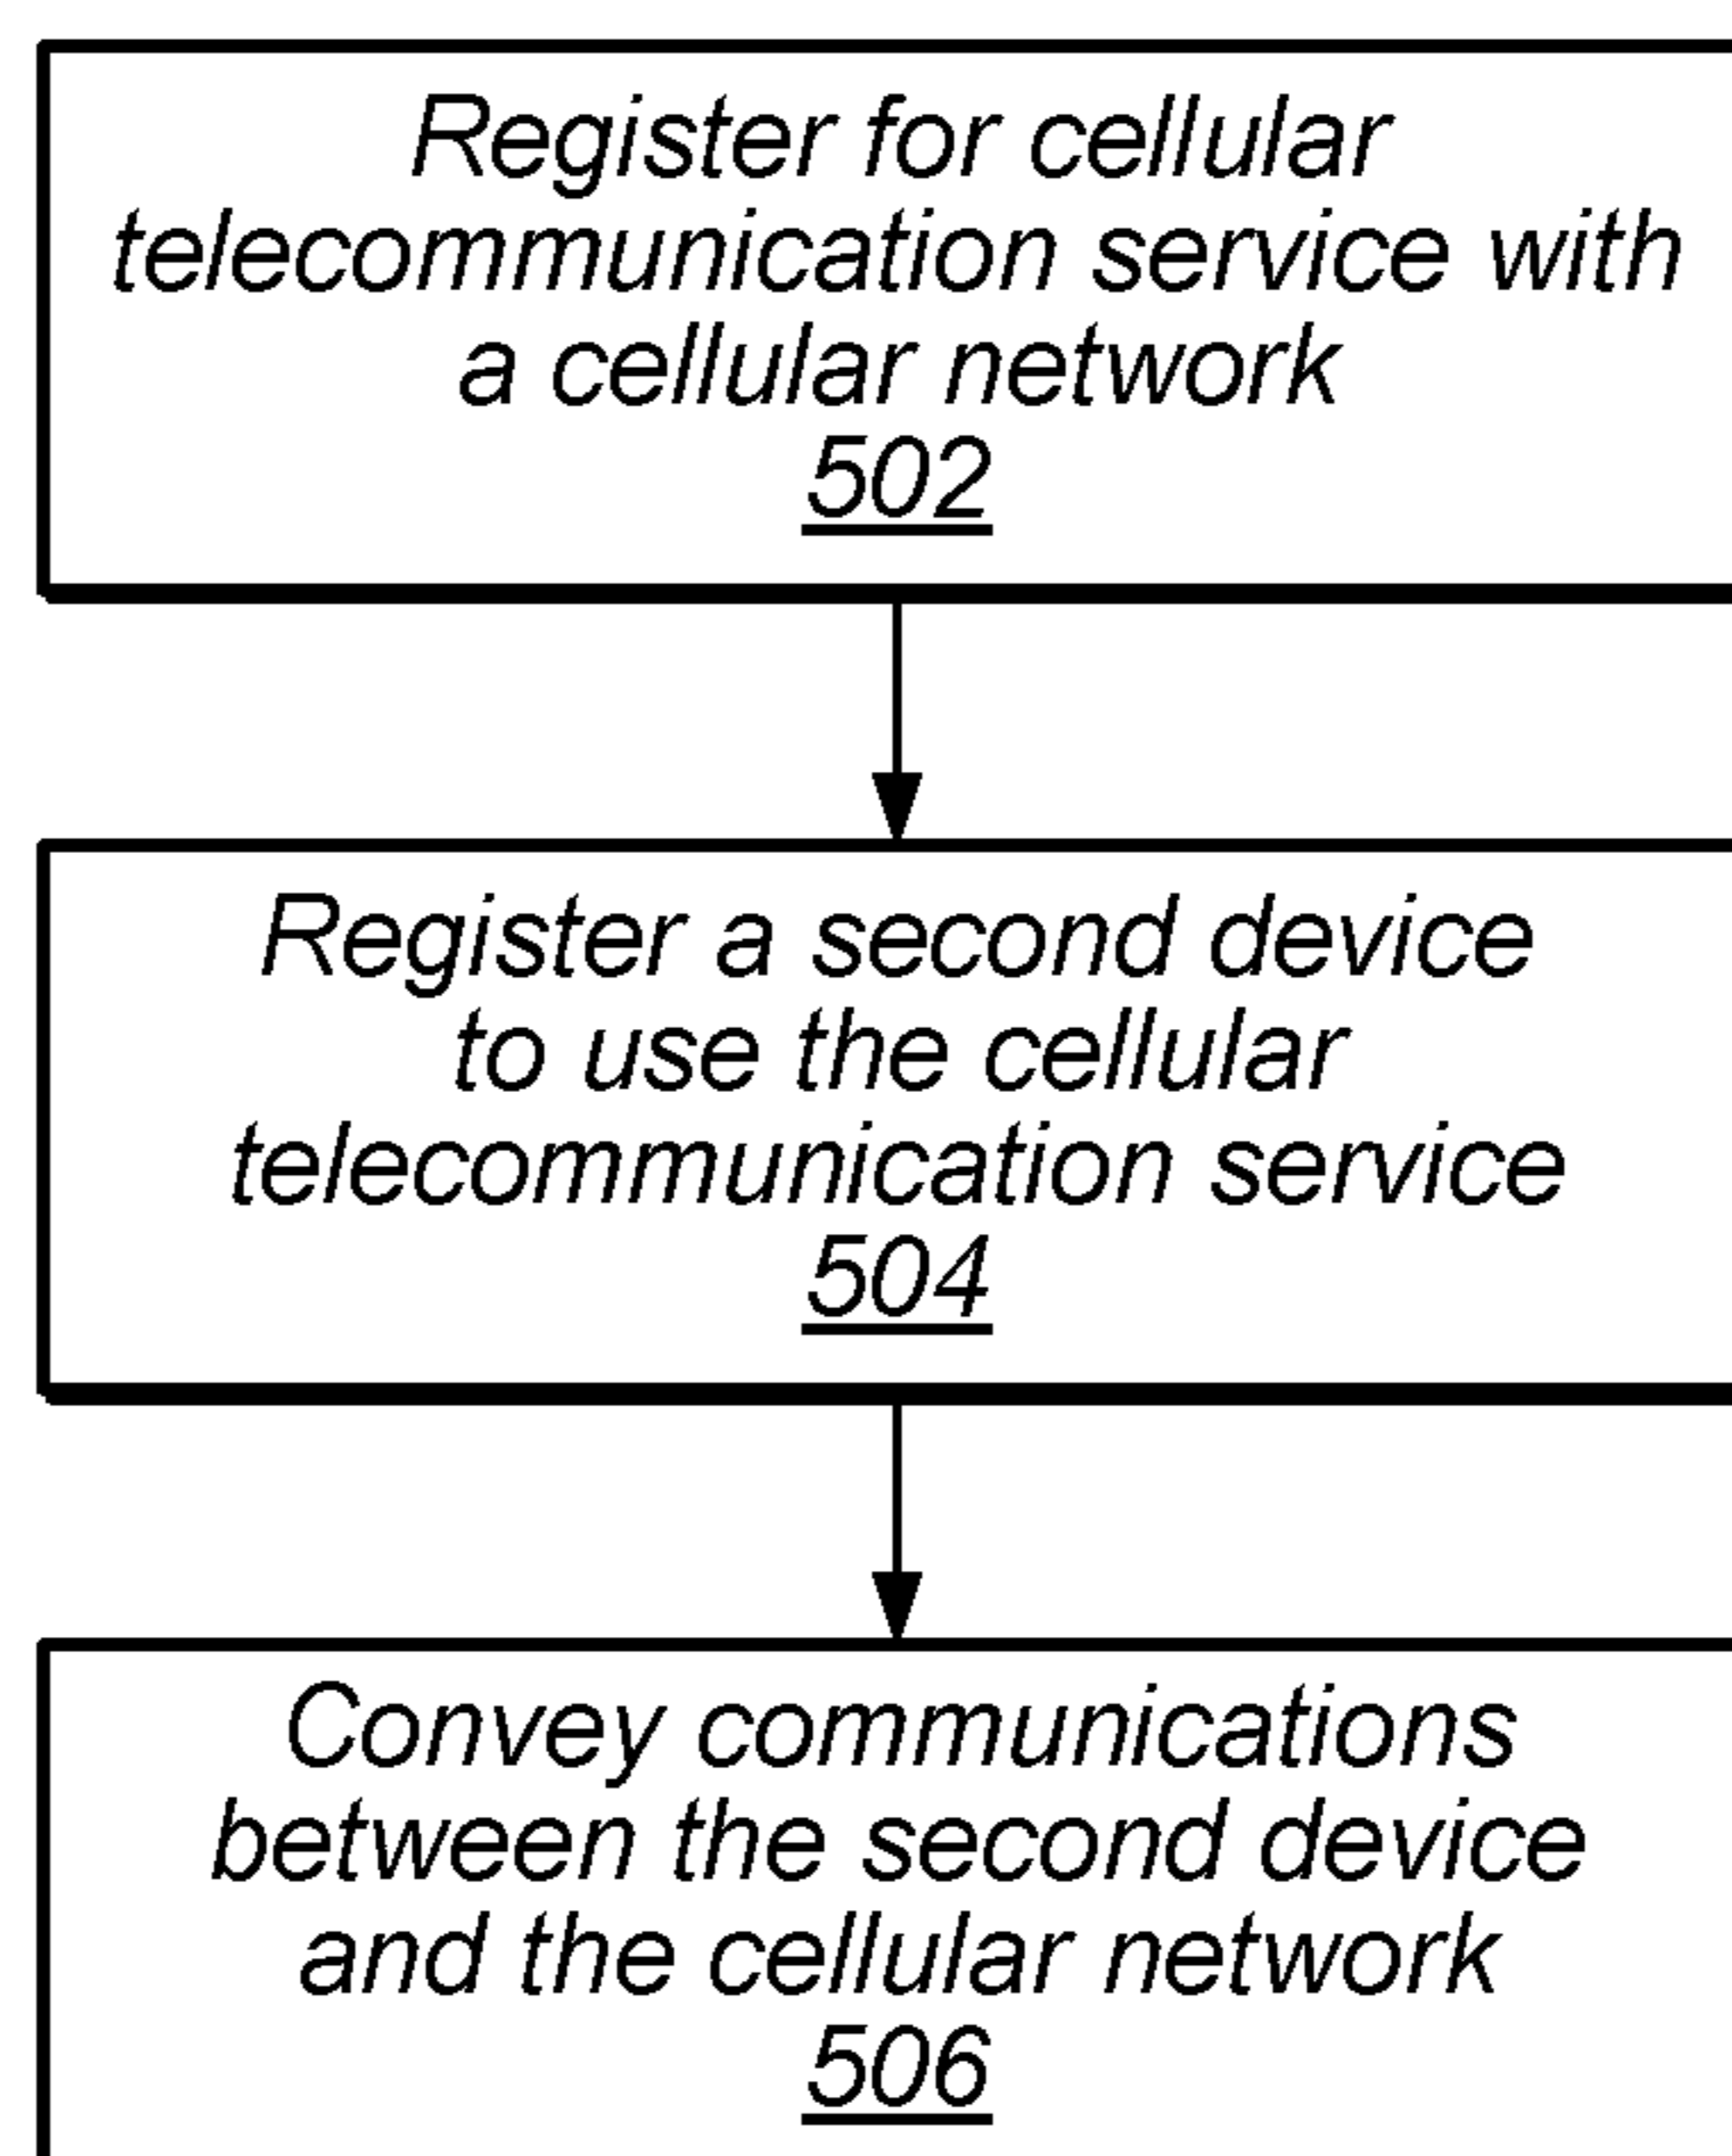 Register for cellular
telecommunication service with
a cellular network
502
Register a second device
to use the cellular
telecommunication service
504
Convey communications
between the second device
and the cellular network
506